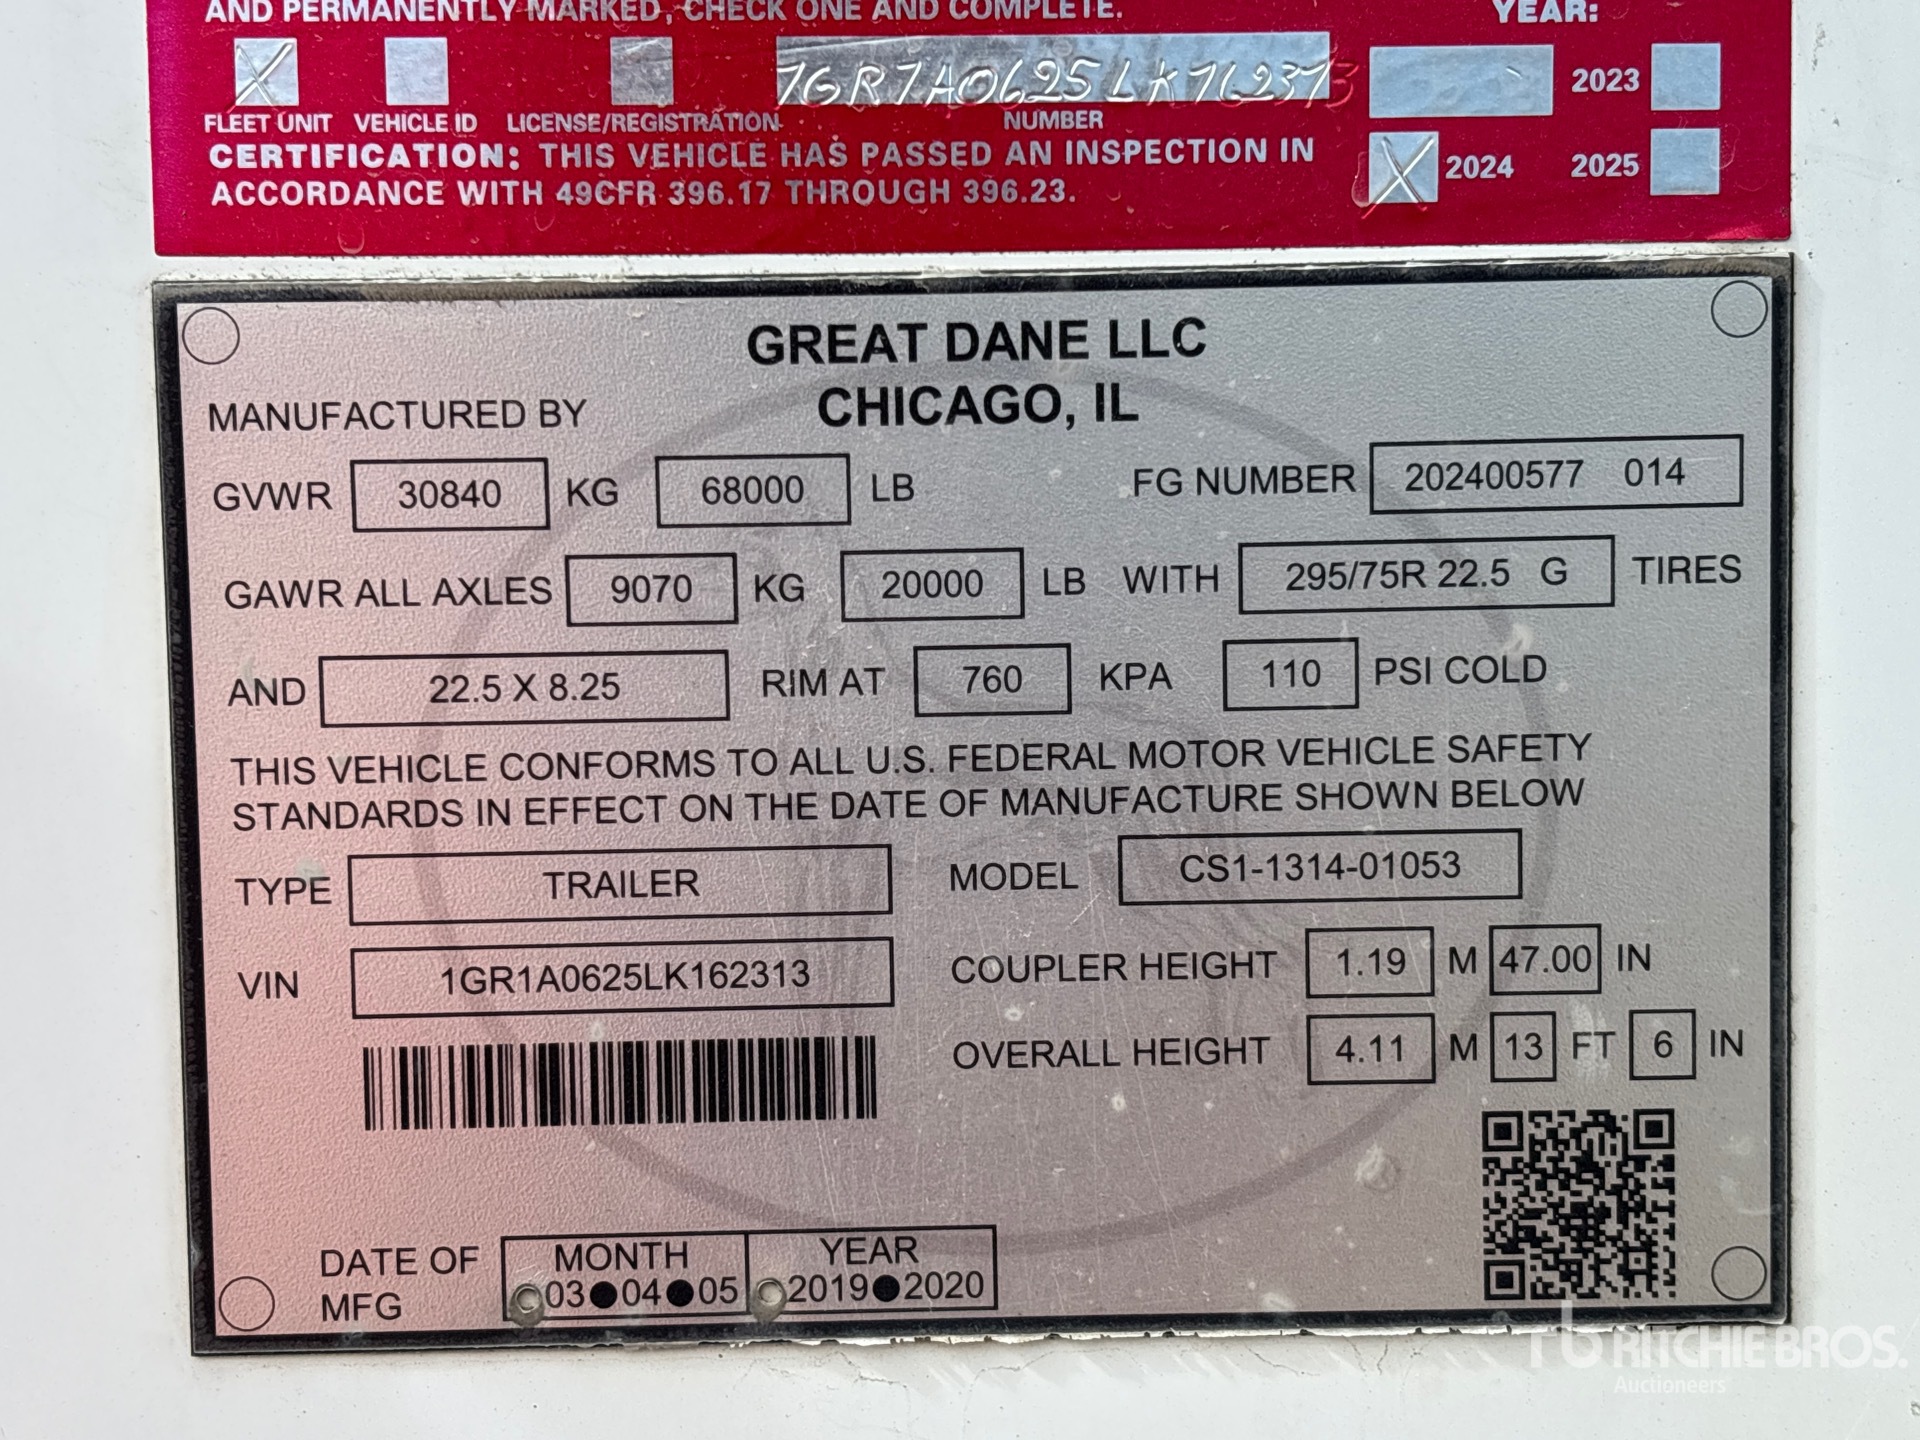 AND PERMANENTLY MARKED, CHECK ONE AND COMPLETE.
YEAR:
1GR1A0625LK162313
2023
FLEET UNIT VEHICLE ID LICENSE/REGISTRATION NUMBER
CERTIFICATION: THIS VEHICLE HAS PASSED AN INSPECTION IN
ACCORDANCE WITH 49CFR 396.17 THROUGH 396.23.
2024 2025
GREAT DANE LLC
MANUFACTURED BY CHICAGO, IL
GVWR 30840 KG 68000 LB FG NUMBER 202400577 014
GAWR ALL AXLES 9070 KG 20000 LB WITH 295/75R 22.5 G TIRES
AND 22.5 X 8.25 RIM AT 760 KPA 110 PSI COLD
THIS VEHICLE CONFORMS TO ALL U.S. FEDERAL MOTOR VEHICLE SAFETY
STANDARDS IN EFFECT ON THE DATE OF MANUFACTURE SHOWN BELOW
TYPE TRAILER MODEL CS1-1314-01053
VIN 1GR1A0625LK162313 COUPLER HEIGHT 1.19 M 47.00 IN
OVERALL HEIGHT 4.11 M 13 FT 6 IN
DATE OF MFG
MONTH YEAR
03 04 05 2019 2020
rb RITCHIE BROS.
Auctioneers